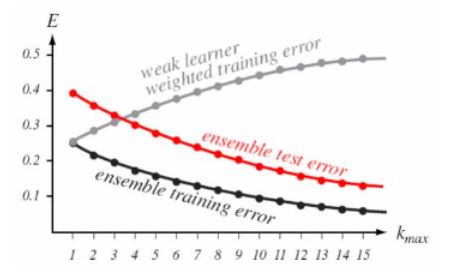 E
0.5
weak learner
weighted training error
0.4
0.3
ensemble test error
0.2
ensemble training error
0.1
k max
1 2 3 4 5 6 7 8 9 10 11 12 13 14 15